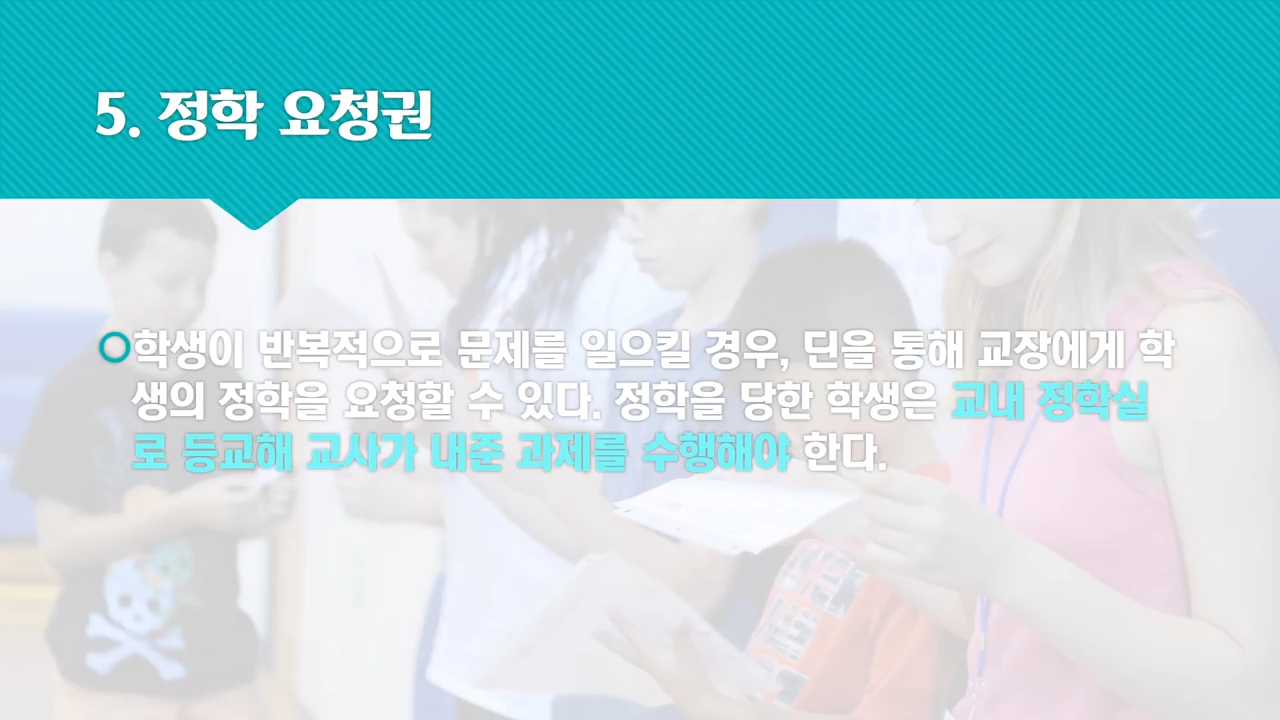 5. 정학 요청권
학생이 반복적으로 문제를 일으킬 경우, 딘을 통해 교장에게 학
생의 정학을 요청할 수 있다. 정학을 당한 학생은 교내 정학실
로 등교해 교사가 내준 과제를 수행해야 한다.